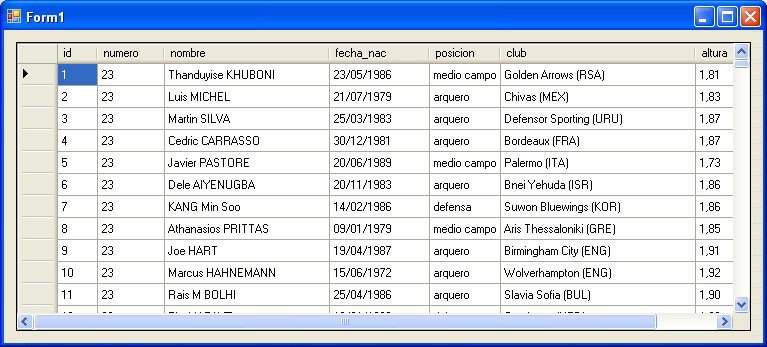 Form1
id numero nombre fecha_nac posicion club altura
1 23 Thanduyise KHUBONI 23/05/1986 medio campo Golden Arrows (RSA) 1,81
2 23 Luis MICHEL 21/07/1979 arquero Chivas (MEX) 1,83
3 23 Martin SILVA 25/03/1983 arquero Defensor Sporting (URU) 1,87
4 23 Cedric CARRASSO 30/12/1981 arquero Bordeaux (FRA) 1,87
5 23 Javier PASTORE 20/06/1989 medio campo Palermo (ITA) 1,73
6 23 Dele AIYENUGBA 20/11/1983 arquero Bnei Yehuda (ISR) 1,86
7 23 KANG Min Soo 14/02/1986 defensa Suwon Bluewings (KOR) 1,86
8 23 Athanasios PRITTAS 09/01/1979 medio campo Aris Thessaloniki (GRE) 1,85
9 23 Joe HART 19/04/1987 arquero Birmingham City (ENG) 1,91
10 23 Marcus HAHNEMANN 15/06/1972 arquero Wolverhampton (ENG) 1,92
11 23 Rais M BOLHI 25/04/1986 arquero Slavia Sofia (BUL) 1,90